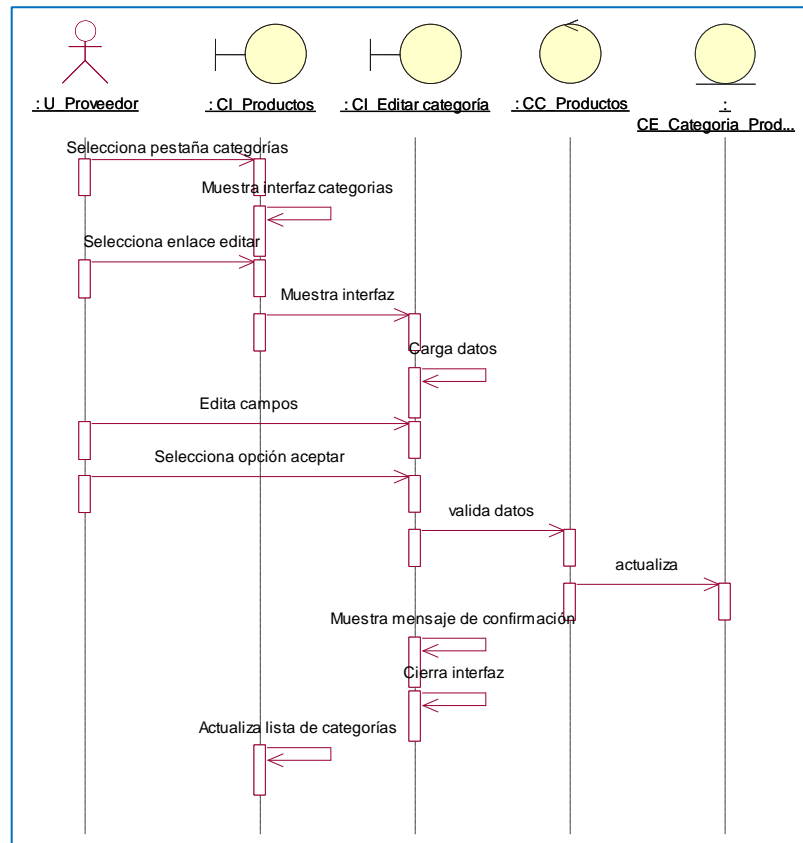 : U_Proveedor
: CI_Productos
: CI_Editar categoría
: CC_Productos
:
CE_Categoria_Prod...
Selecciona pestaña categorías
Muestra interfaz categorias
Selecciona enlace editar
Muestra interfaz
Carga datos
Edita campos
Selecciona opción aceptar
valida datos
actualiza
Muestra mensaje de confirmación
Cierra interfaz
Actualiza lista de categorías